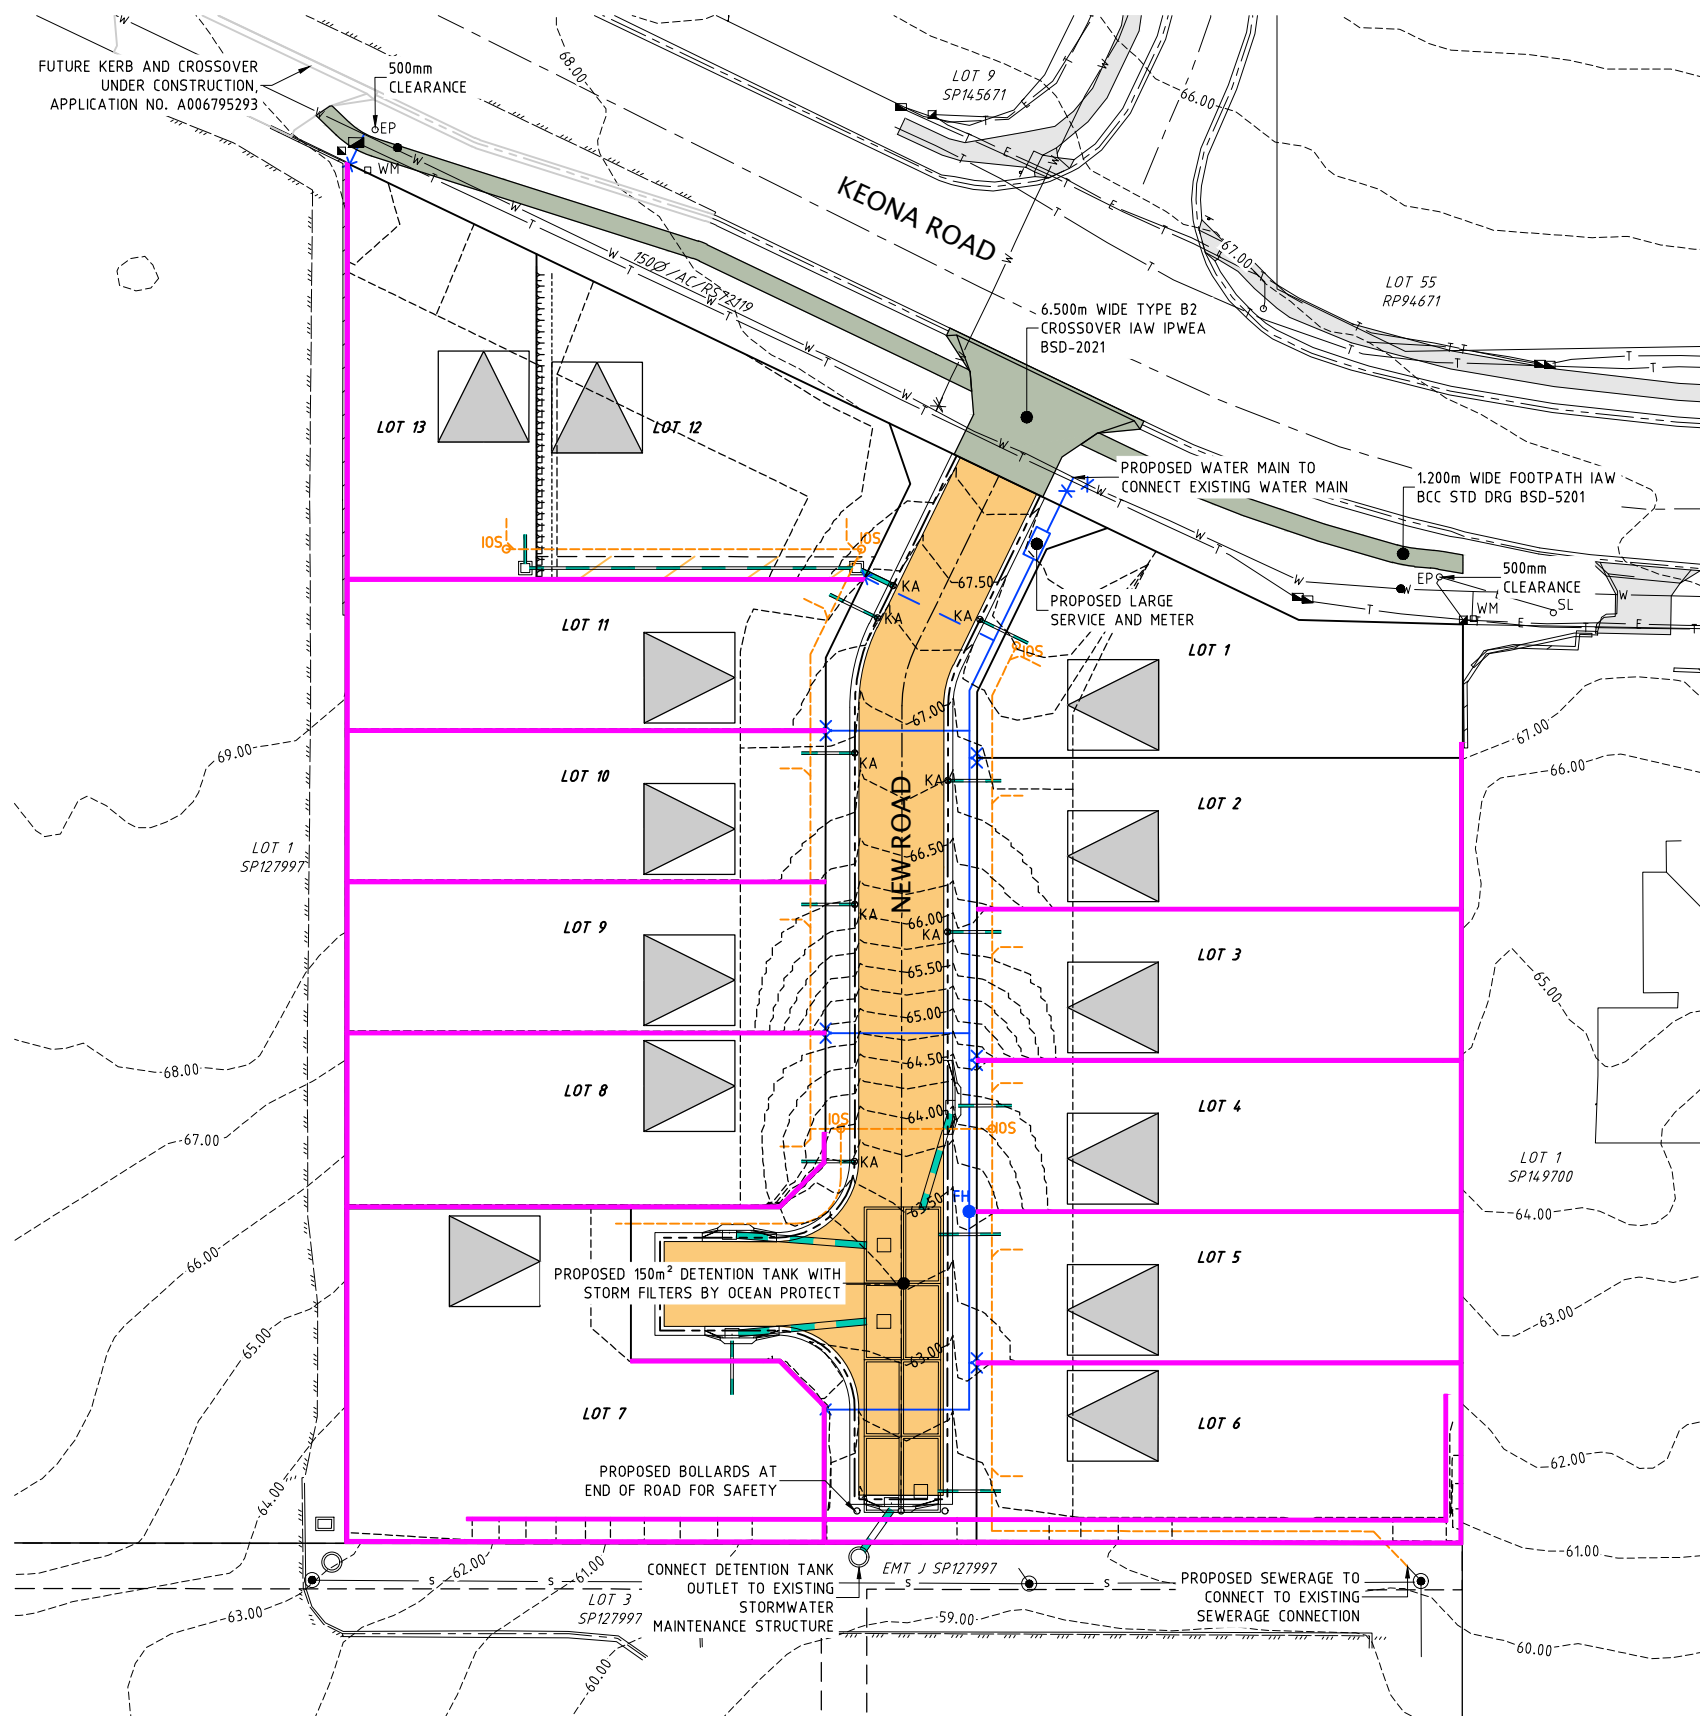 FUTURE KERB AND CROSSOVER
UNDER CONSTRUCTION,
APPLICATION NO. A006795293
500mm
CLEARANCE
EP
WM
68.00
LOT 9
SP145671
66.00
KEONA ROAD
67.00
LOT 55
RP94671
150Ø/AC/RS72119
6.500m WIDE TYPE B2
CROSSOVER IAW IPWEA
BSD-2021
LOT 13
LOT 12
PROPOSED WATER MAIN TO
CONNECT EXISTING WATER MAIN
1.200m WIDE FOOTPATH IAW
BCC STD DRG BSD-5201
IOS
IOS
500mm
CLEARANCE
EP
WM
SL
KA
KA
KA
67.50
PROPOSED LARGE
SERVICE AND METER
IOS
LOT 11
LOT 1
67.00
69.00
67.00
66.00
LOT 10
KA
KA
LOT 2
NEW ROAD
66.50
LOT 1
SP127997
LOT 9
KA
KA
66.00
LOT 3
65.50
65.00
65.00
68.00
64.50
LOT 8
64.00
LOT 4
IOS
IOS
67.00
KA
LOT 1
SP149700
63.50
FH
64.00
66.00
LOT 5
PROPOSED 150m² DETENTION TANK WITH
STORM FILTERS BY OCEAN PROTECT
63.00
65.00
63.00
LOT 7
LOT 6
PROPOSED BOLLARDS AT
END OF ROAD FOR SAFETY
64.00
62.00
62.00
61.00
61.00
CONNECT DETENTION TANK
OUTLET TO EXISTING
STORMWATER
MAINTENANCE STRUCTURE
EMT J SP127997
S
S
S
S
PROPOSED SEWERAGE TO
CONNECT TO EXISTING
SEWERAGE CONNECTION
63.00
LOT 3
SP127997
59.00
60.00
60.00